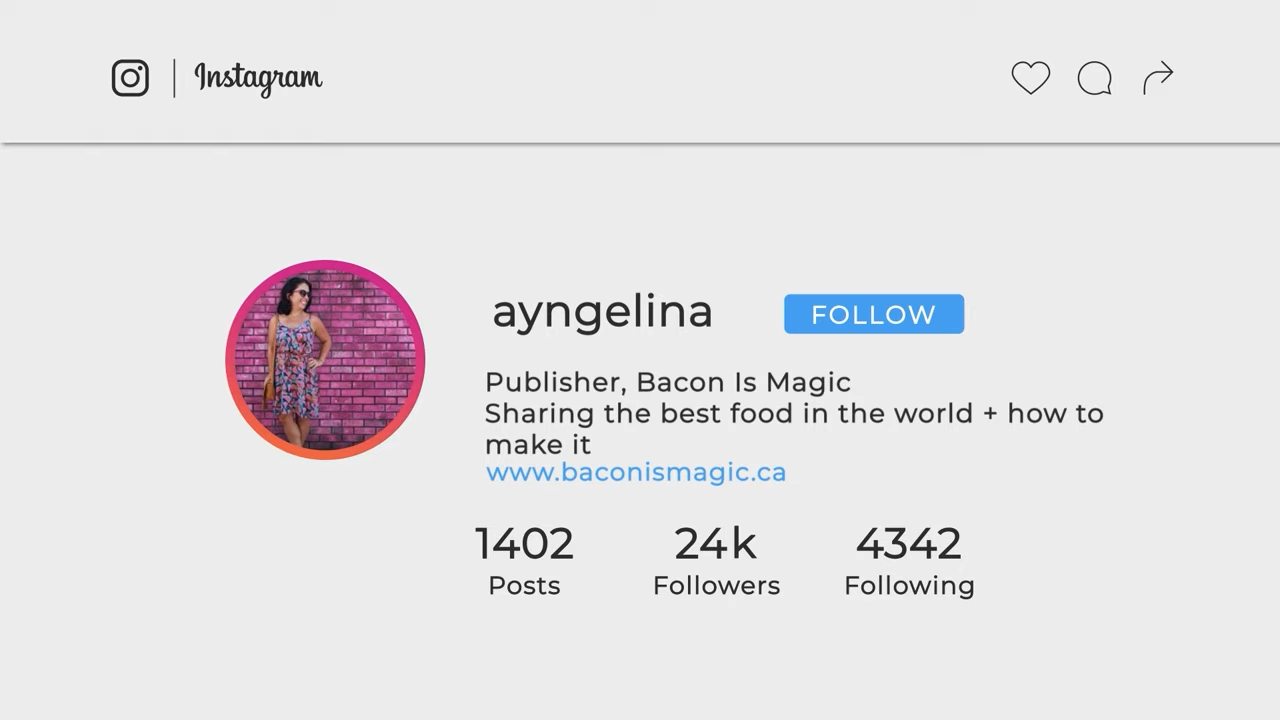 Instagram
ayngelina
FOLLOW
Publisher, Bacon Is Magic
Sharing the best food in the world + how to
make it
www.baconismagic.ca
1402 24k 4342
Posts Followers Following